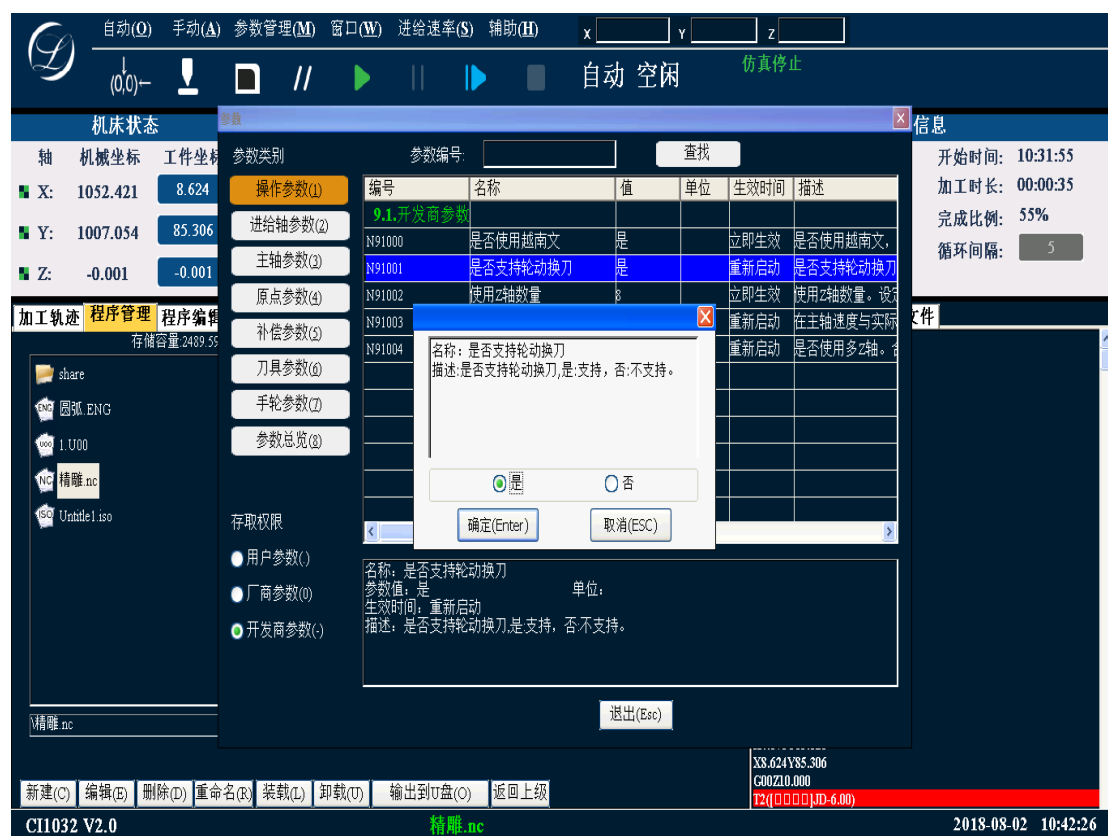 自动(O) 手动(A) 参数管理(M) 窗口(W) 进给速率(S) 辅助(H) X Y Z
(0,0) // 自动 空闲 仿真停止
机床状态 参数 信息
轴 机械坐标 工件坐标
X: 1052.421 8.624
Y: 1007.054 85.306
Z: -0.001 -0.001
加工轨迹 程序管理 程序编辑
存储容量:2489.59
share
圆弧.ENG
1.U00
精雕.nc
Untitle1.iso
\精雕.nc
参数类别 参数编号: 查找
操作参数(1)
进给轴参数(2)
主轴参数(3)
原点参数(4)
补偿参数(5)
刀具参数(6)
手轮参数(7)
参数总览(8)
存取权限
用户参数(.)
厂商参数(0)
开发商参数(-)
编号 名称 值 单位 生效时间 描述
9.1.开发商参数
N91000 是否使用越南文 是 立即生效 是否使用越南文,
N91001 是否支持轮动换刀 是 重新启动 是否支持轮动换刀
N91002 使用Z轴数量 8 立即生效 使用Z轴数量。设定
N91003 重新启动 在主轴速度与实际
N91004 重新启动 是否使用多Z轴。
名称: 是否支持轮动换刀
描述:是否支持轮动换刀,是:支持, 否:不支持。
是 否
确定(Enter) 取消(ESC)
名称: 是否支持轮动换刀
参数值: 是 单位:
生效时间: 重新启动
描述: 是否支持轮动换刀,是:支持, 否:不支持。
退出(Esc)
开始时间: 10:31:55
加工时长: 00:00:35
完成比例: 55%
循环间隔: 5
文件
X8.624Y85.306
G00Z10.000
T2([□□□□]JD-6.00)
新建(C) 编辑(E) 删除(D) 重命名(R) 装载(L) 卸载(U) 输出到U盘(O) 返回上级
CI1032 V2.0 精雕.nc 2018-08-02 10:42:26